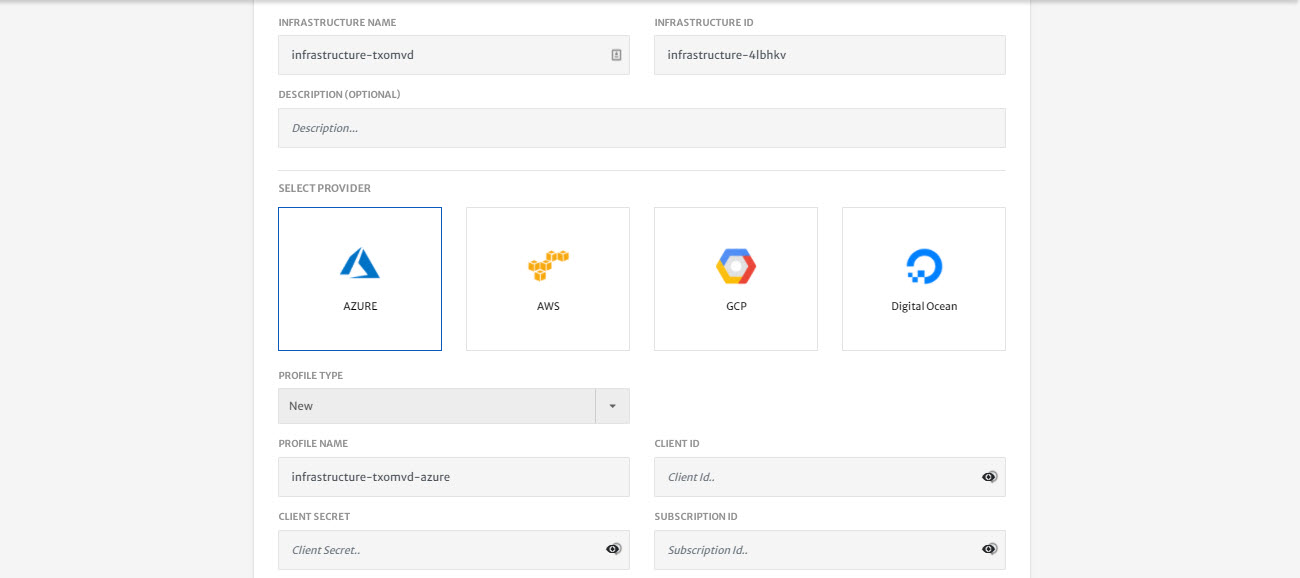 INFRASTRUCTURE NAME INFRASTRUCTURE ID
infrastructure-txomvd infrastructure-4lbhkv
DESCRIPTION (OPTIONAL)
Description...
SELECT PROVIDER
AZURE AWS GCP Digital Ocean
PROFILE TYPE
New
PROFILE NAME CLIENT ID
infrastructure-txomvd-azure Client Id..
CLIENT SECRET SUBSCRIPTION ID
Client Secret.. Subscription Id..